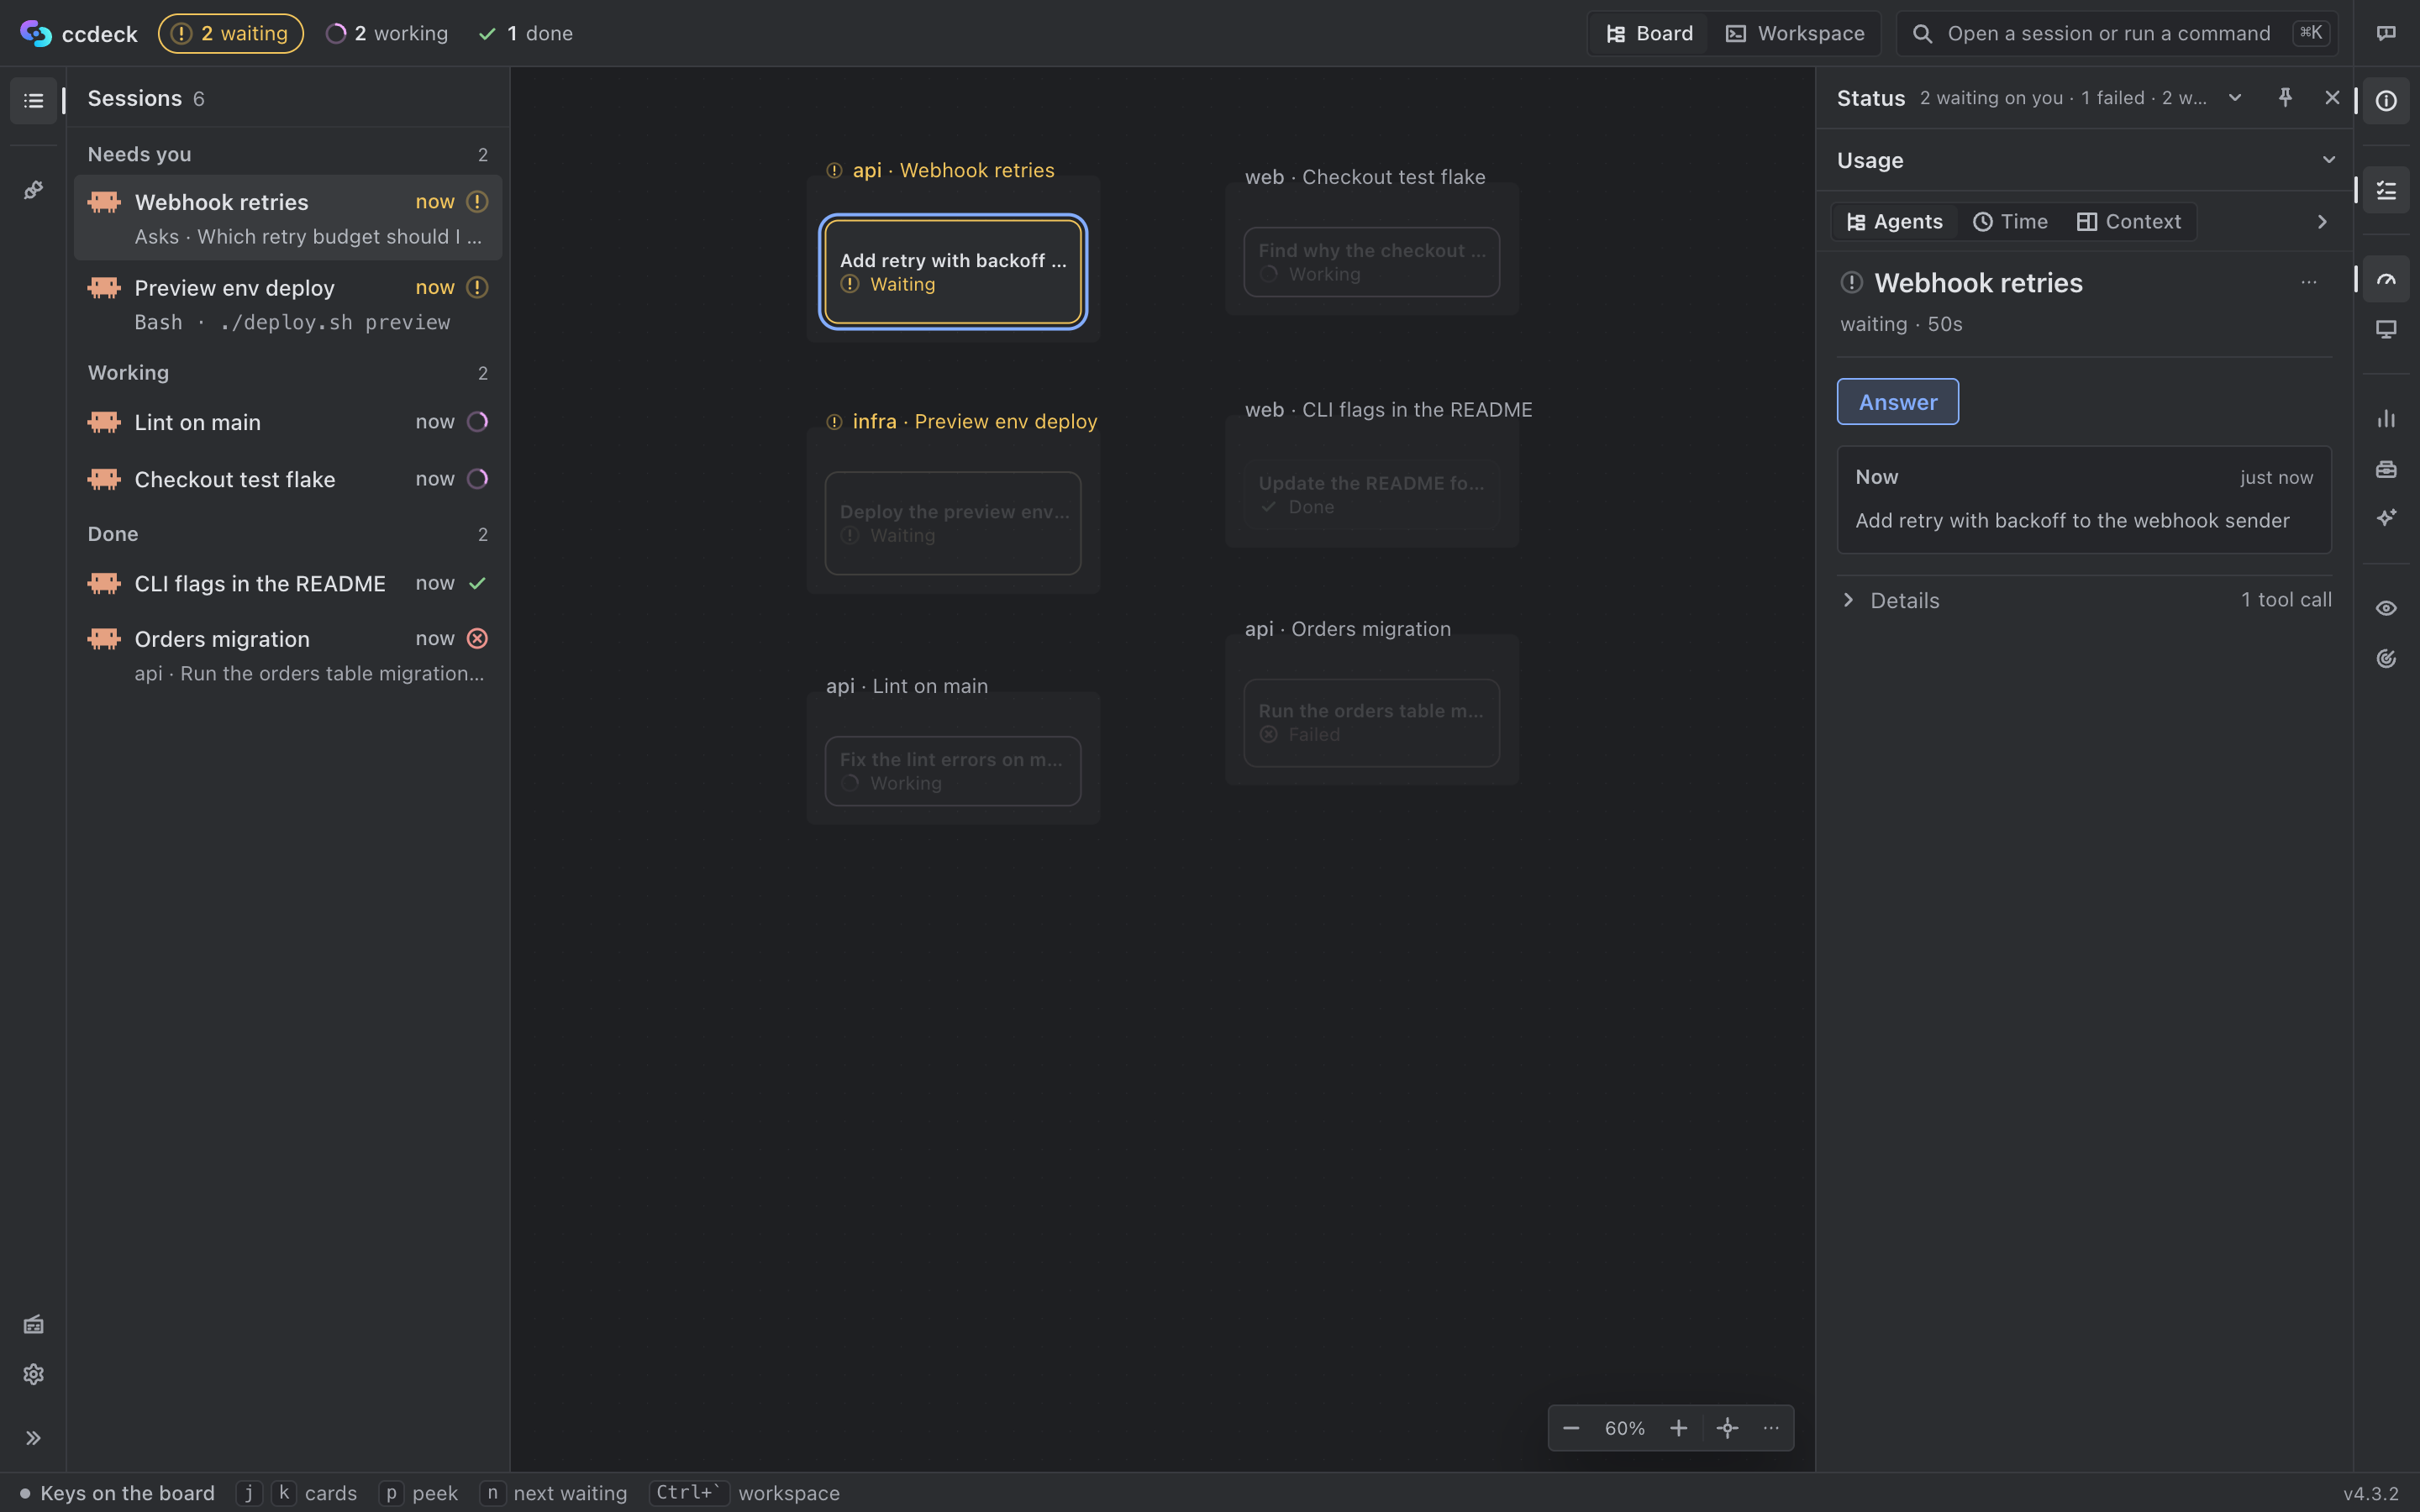 ccdeck
2 waiting
2 working
1 done
Board
Workspace
Open a session or run a command
⌘K
Sessions 6
Needs you 2
Webhook retries now
Asks · Which retry budget should I ...
Preview env deploy now
Bash · ./deploy.sh preview
Working 2
Lint on main now
Checkout test flake now
Done 2
CLI flags in the README now
Orders migration now
api · Run the orders table migration...
api · Webhook retries
Add retry with backoff ...
Waiting
web · Checkout test flake
Find why the checkout ...
Working
infra · Preview env deploy
Deploy the preview env...
Waiting
web · CLI flags in the README
Update the README fo...
Done
api · Lint on main
Fix the lint errors on m...
Working
api · Orders migration
Run the orders table m...
Failed
60%
Status 2 waiting on you · 1 failed · 2 w...
Usage
Agents Time Context
Webhook retries
waiting · 50s
Answer
Now just now
Add retry with backoff to the webhook sender
Details 1 tool call
Keys on the board j k cards p peek n next waiting Ctrl+` workspace
v4.3.2